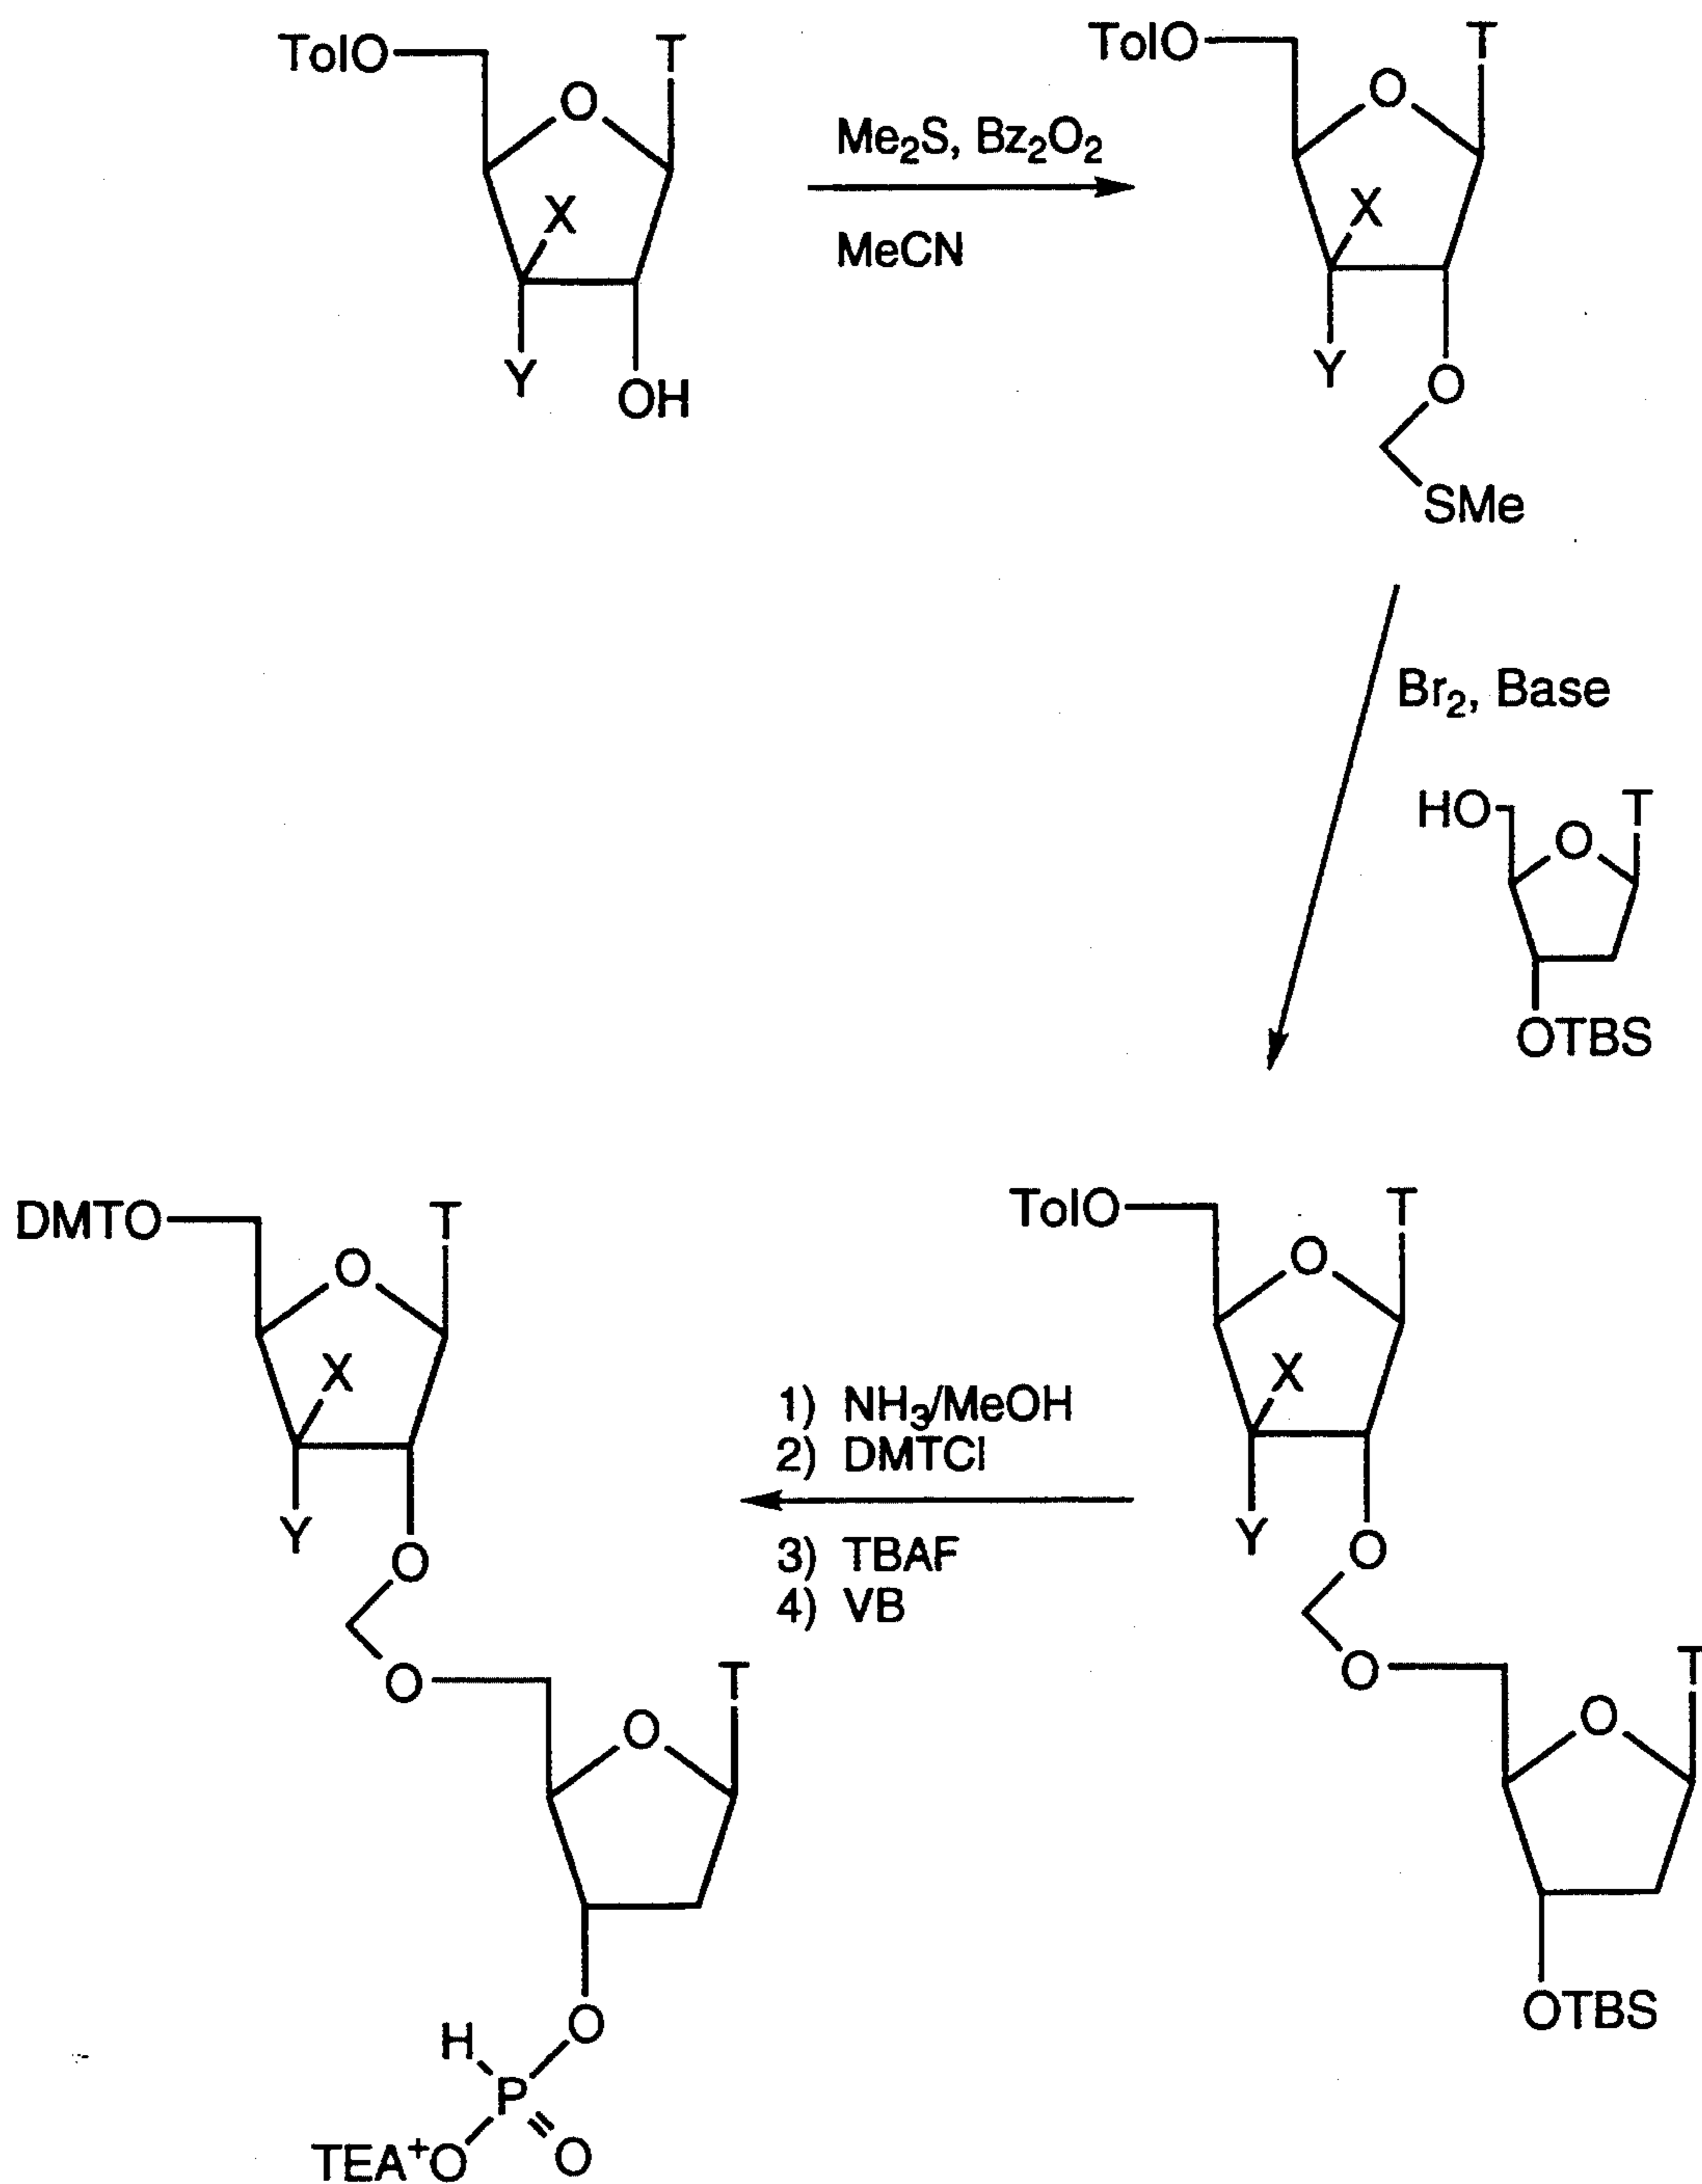 TolO T
O
X
Y
OH
Me2S, Bz2O2
MeCN
TolO T
O
X
Y
O
SMe
Br2, Base
HO T
O
OTBS
TolO T
O
X
Y
O
O T
O
OTBS
1) NH3/MeOH
2) DMTCl
3) TBAF
4) VB
DMTO T
O
X
Y
O
O T
O
O
H
P
TEA+O O